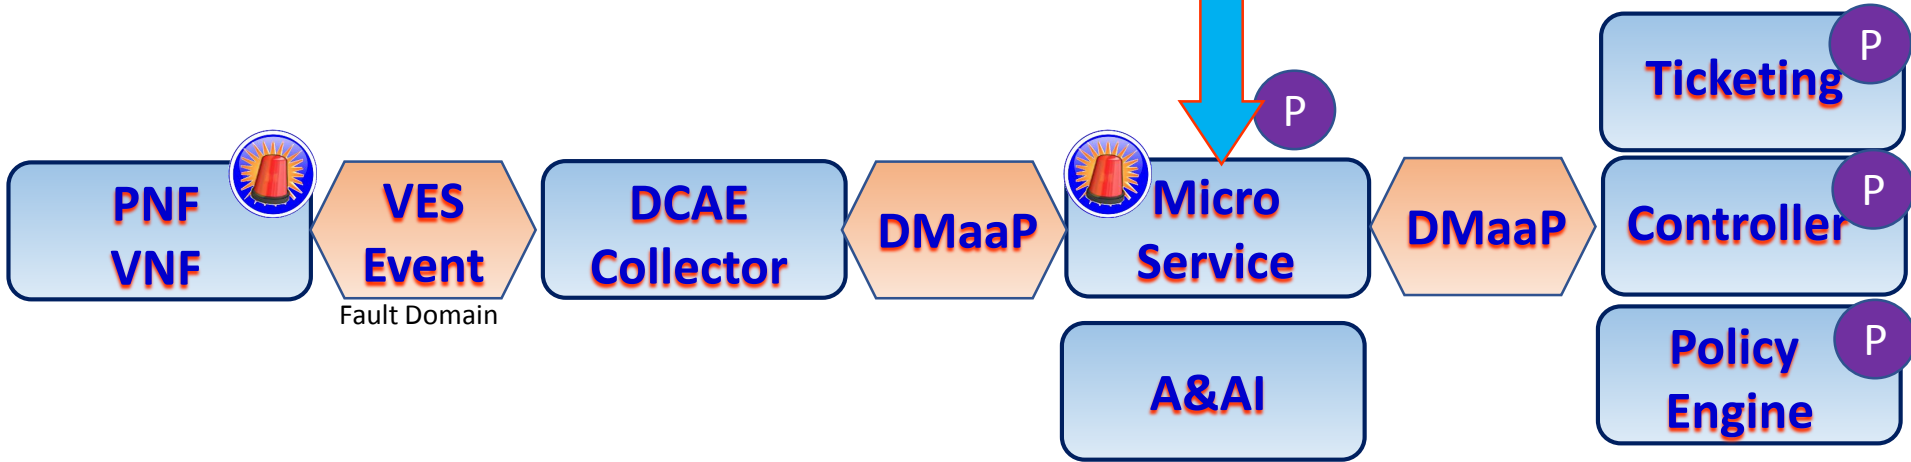 PNF
VNF
VES
Event
Fault Domain
DCAE
Collector
DMaaP
P
Micro
Service
A&AI
DMaaP
P
Ticketing
P
Controller
P
Policy
Engine